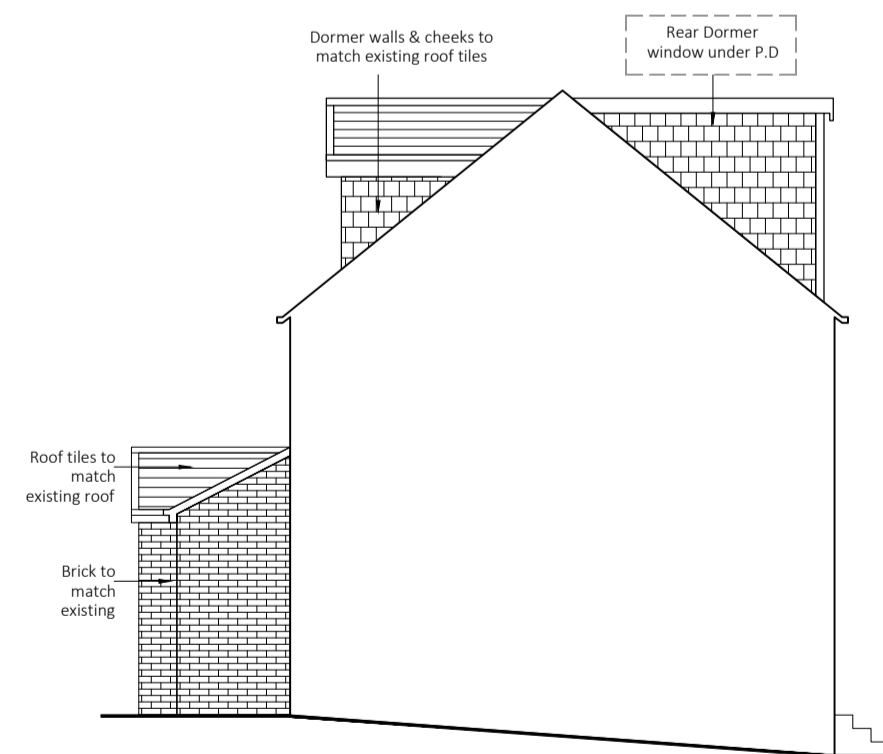 Dormer walls & cheeks to
match existing roof tiles
Rear Dormer
window under P.D
Roof tiles to
match
existing roof
Brick to
match
existing